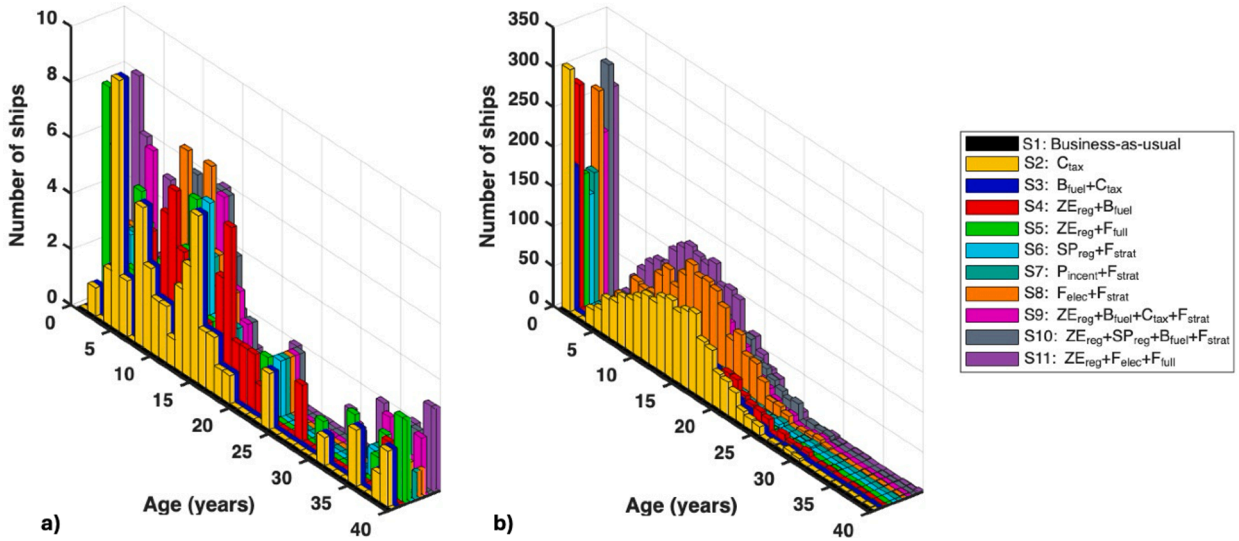 10
8
6
4
2
0
Number of ships
0
5
10
15
20
25
30
35
40
Age (years)
a)
350
300
250
200
150
100
50
0
Number of ships
0
5
10
15
20
25
30
35
40
Age (years)
b)
S1: Business-as-usual
S2: Ctax
S3: Bfuel+Ctax
S4: ZEreg+Bfuel
S5: ZEreg+Ffull
S6: SPreg+Fstrat
S7: Pincent+Fstrat
S8: Felec+Fstrat
S9: ZEreg+Bfuel+Ctax+Fstrat
S10: ZEreg+SPreg+Bfuel+Fstrat
S11: ZEreg+Felec+Ffull